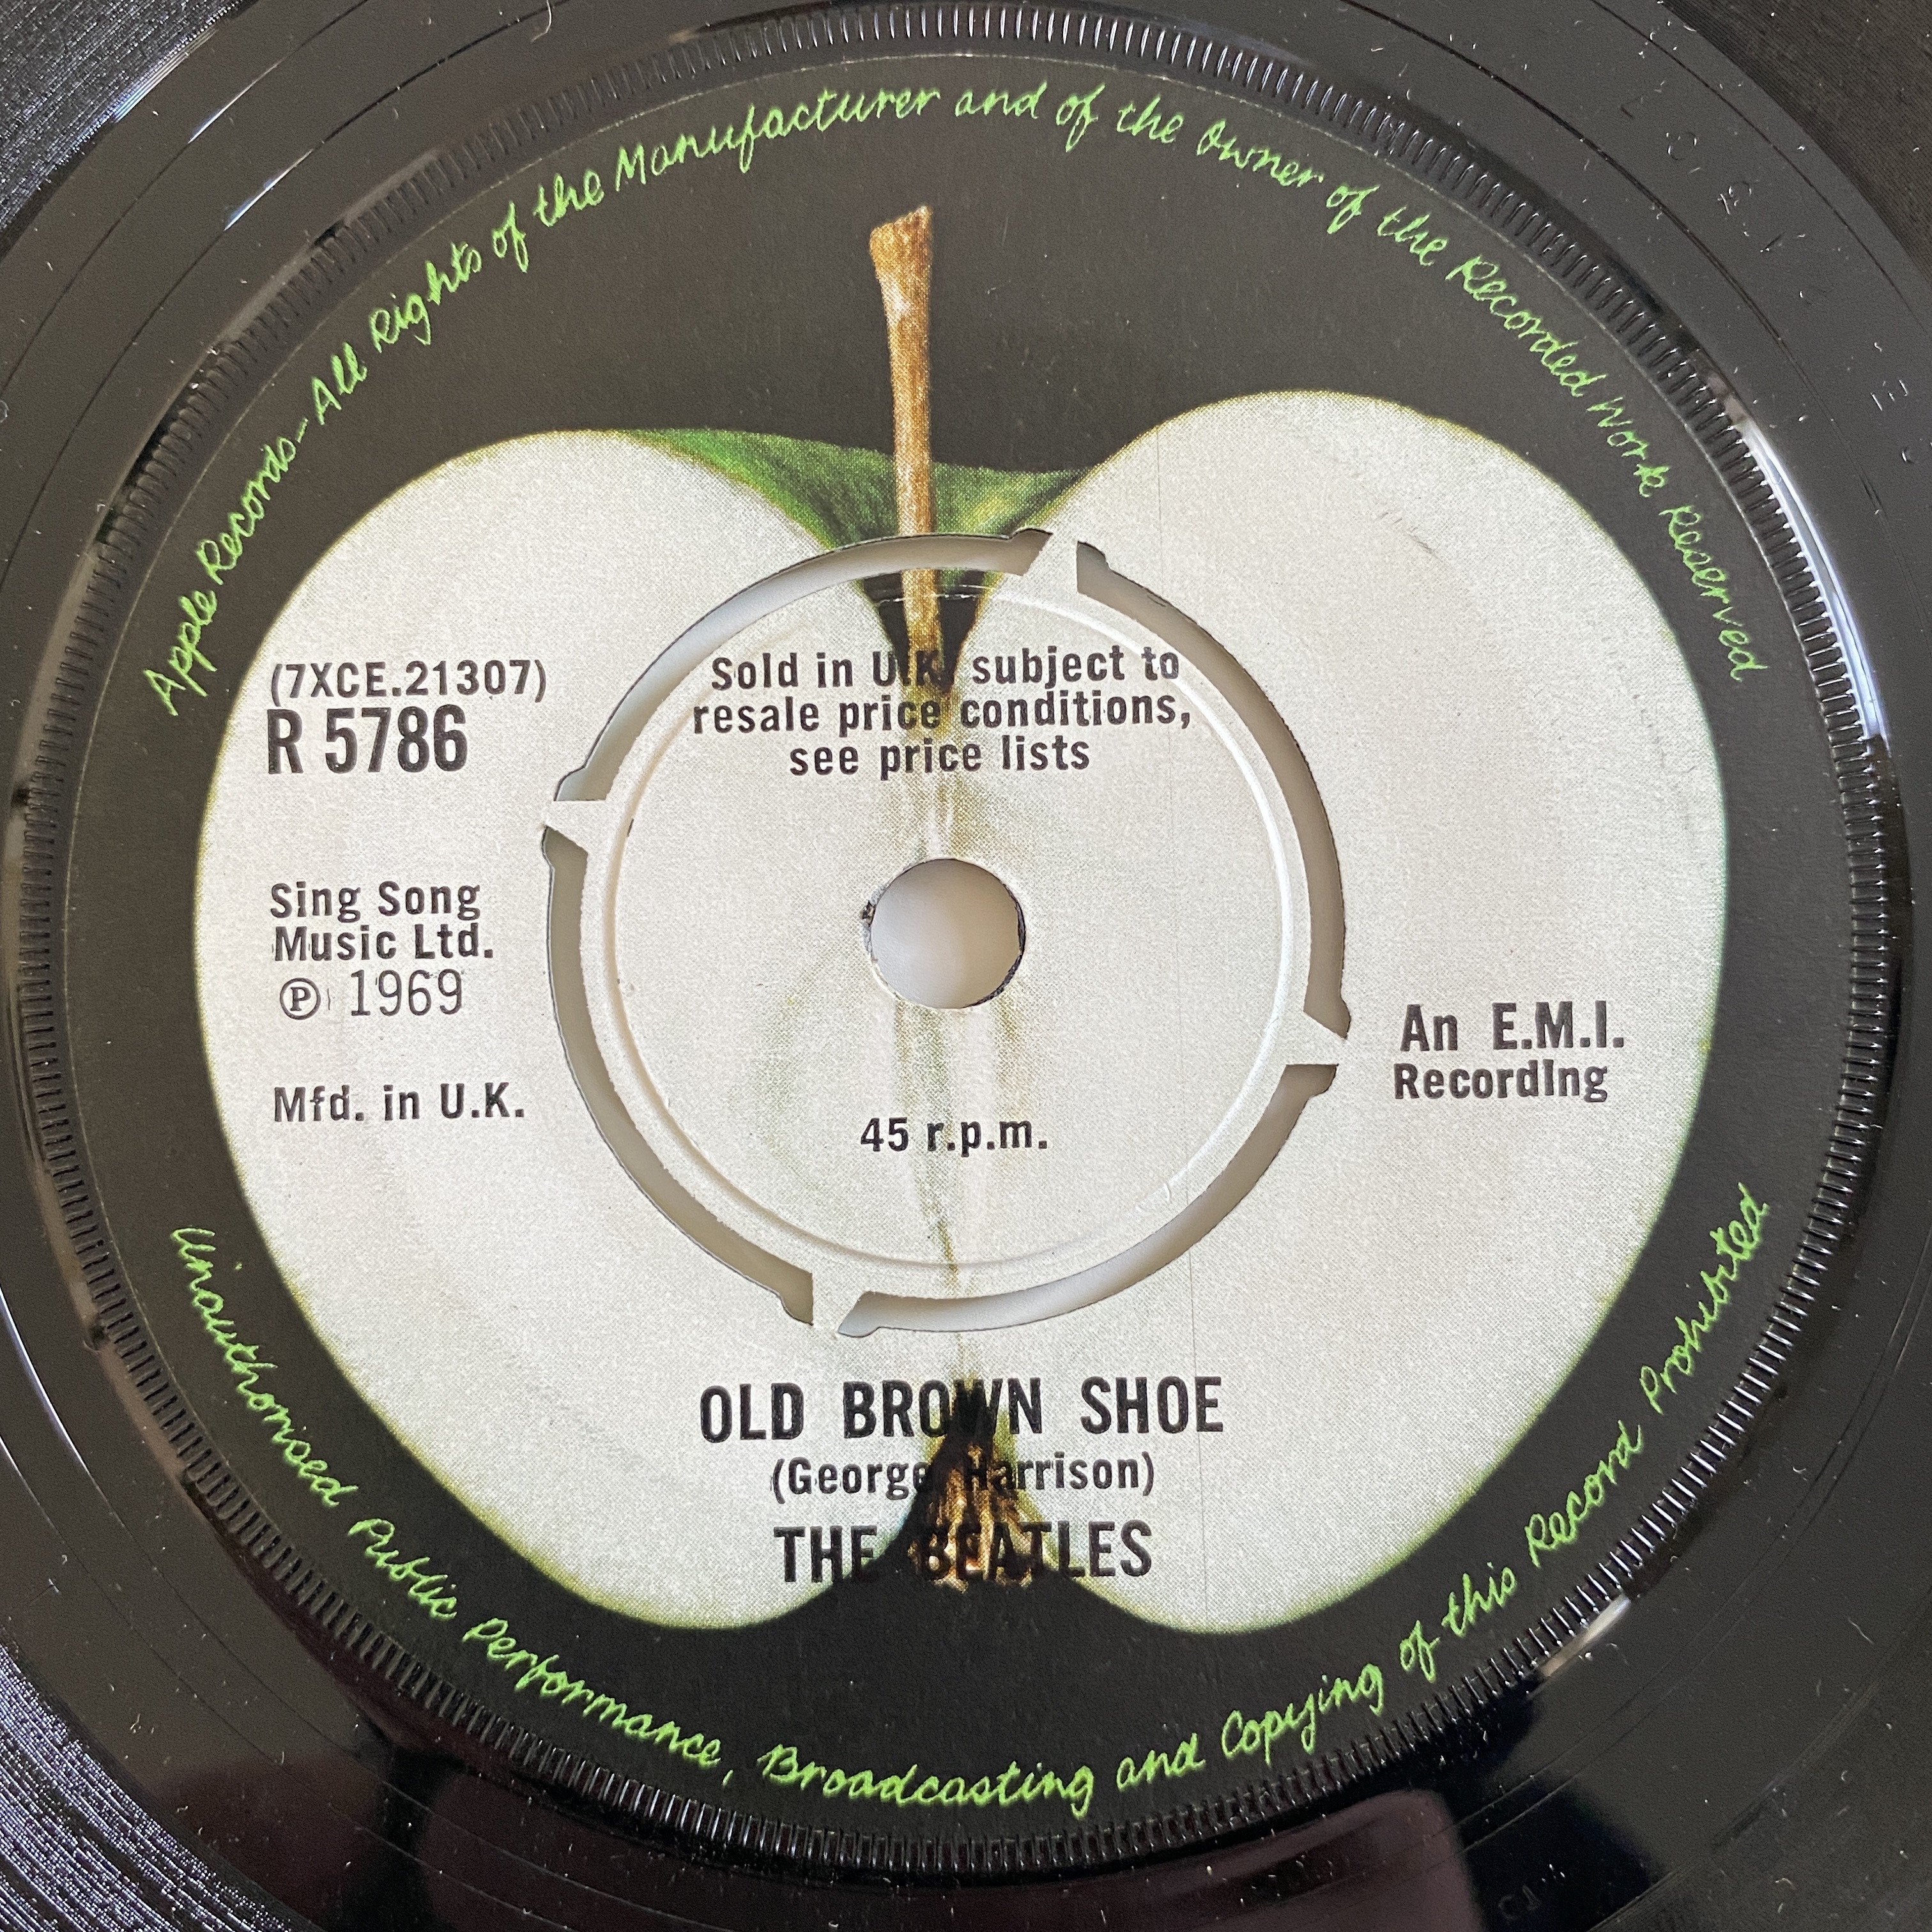 Apple Records - All Rights of the Manufacturer and of the Owner of the Recorded Work Reserved
(7XCE.21307)
R 5786
Sold in U.K. subject to
resale price conditions,
see price lists
Sing Song
Music Ltd.
Ⓟ 1969
Mfd. in U.K.
An E.M.I.
Recording
45 r.p.m.
OLD BROWN SHOE
(George Harrison)
THE BEATLES
Unauthorised Public Performance, Broadcasting and Copying of this Record Prohibited